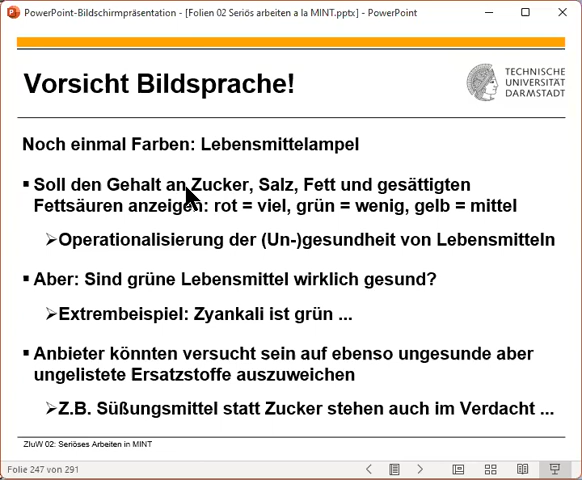 PowerPoint-Bildschirmpräsentation - [Folien 02 Seriös arbeiten a la MINT.pptx] - PowerPoint
Vorsicht Bildsprache!
TECHNISCHE
UNIVERSITÄT
DARMSTADT
Noch einmal Farben: Lebensmittelampel
▪ Soll den Gehalt an Zucker, Salz, Fett und gesättigten
Fettsäuren anzeigen: rot = viel, grün = wenig, gelb = mittel
➢Operationalisierung der (Un-)gesundheit von Lebensmitteln
▪ Aber: Sind grüne Lebensmittel wirklich gesund?
➢Extrembeispiel: Zyankali ist grün ...
▪ Anbieter könnten versucht sein auf ebenso ungesunde aber
ungelistete Ersatzstoffe auszuweichen
➢Z.B. Süßungsmittel statt Zucker stehen auch im Verdacht ...
ZIuW 02: Seriöses Arbeiten in MINT
Folie 247 von 291